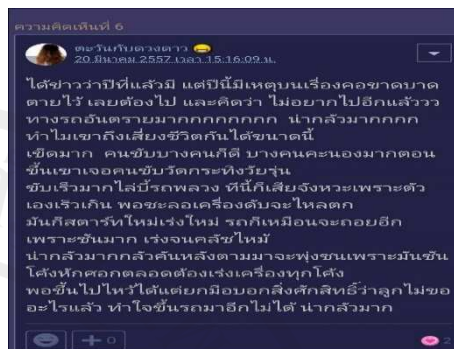 ความคิดเห็นที่ 6
ตะวันกับดวงดาว
20 มีนาคม 2557 เวลา 15:16:09 น.
ได้ข่าวว่าปีที่แล้วมี แต่ปีนี้มีเหตุบนเรื่องคอขาดบาด
ตายไว้ เลยต้องไป และคิดว่า ไม่อยากไปอีกแล้ววว
ทางรถอันตรายมากกกกกกกก น่ากลัวมากกกก
ทำไมเขาถึงเสี่ยงชีวิตกันได้ขนาดนี้
เข็ดมาก คนขับบางคนก็ดี บางคนคะนองมากตอน
ขึ้นเขาเจอคนขับวัดกระทิงวัยรุ่น
ขับเร็วมากไล่บี้รถพลวง ทีนี้ก็เสียจังหวะเพราะตัว
เองเร็วเกิน พอชะลอเครื่องดับจะไหลตก
มันก็สตาร์ทใหม่เร่งใหม่ รถก็เหมือนจะถอยอีก
เพราะชันมาก เร่งจนคลัชไหม้
น่ากลัวมากกลัวคันหลังตามมาจะพุ่งชนเพราะมันชัน
โค้งหักศอกตลอดต้องเร่งเครื่องทุกโค้ง
พอขึ้นไปไหว้ได้แต่ยกมือบอกสิ่งศักสิทธิ์ว่าลูกไม่ขอ
อะไรแล้ว ทำใจขึ้นรถมาอีกไม่ได้ น่ากลัวมาก
+ 0
2